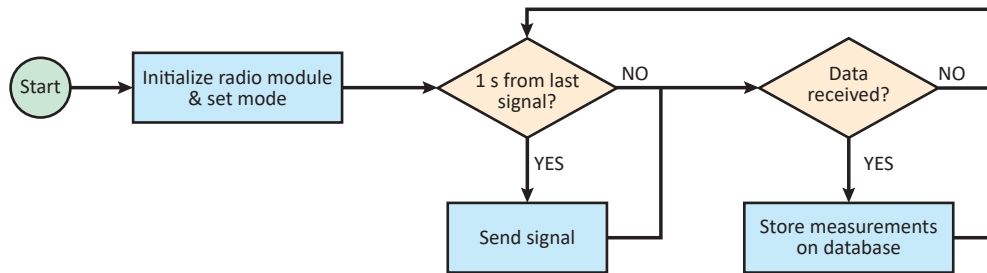 Start
Initialize radio module
& set mode
1 s from last
signal?
NO
YES
Send signal
Data
received?
NO
YES
Store measurements
on database